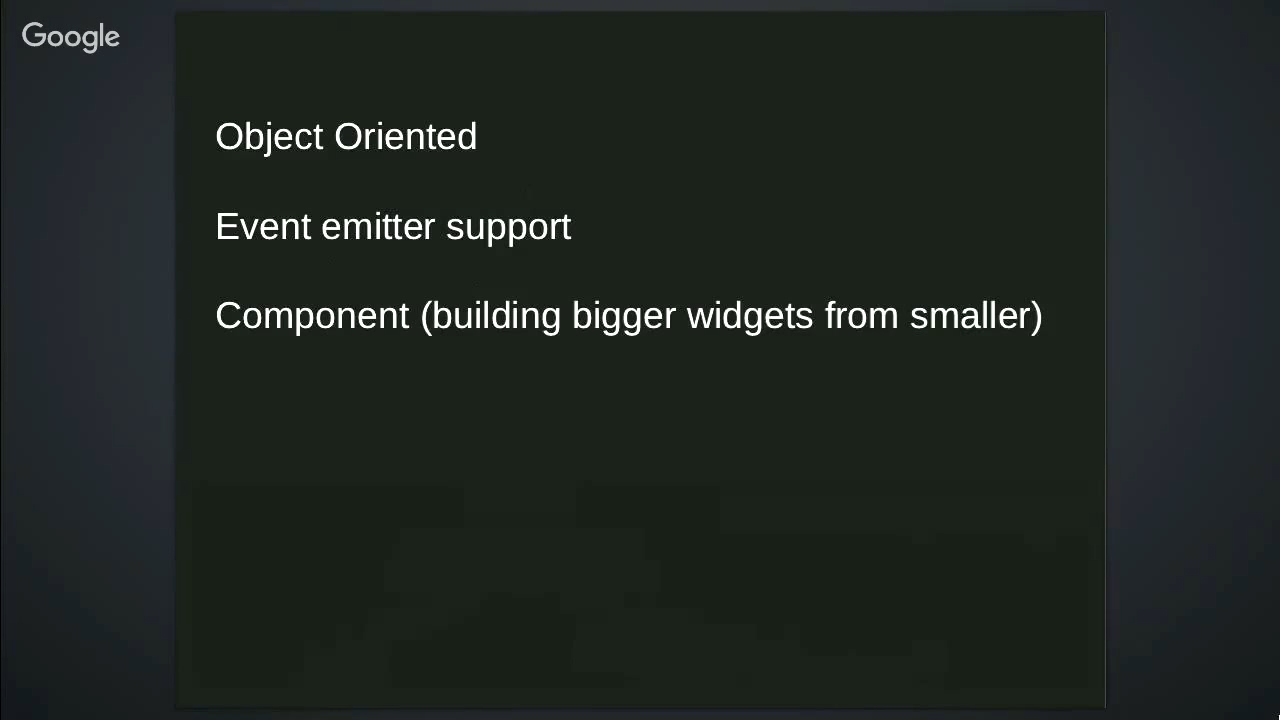 Google
Object Oriented
Event emitter support
Component (building bigger widgets from smaller)